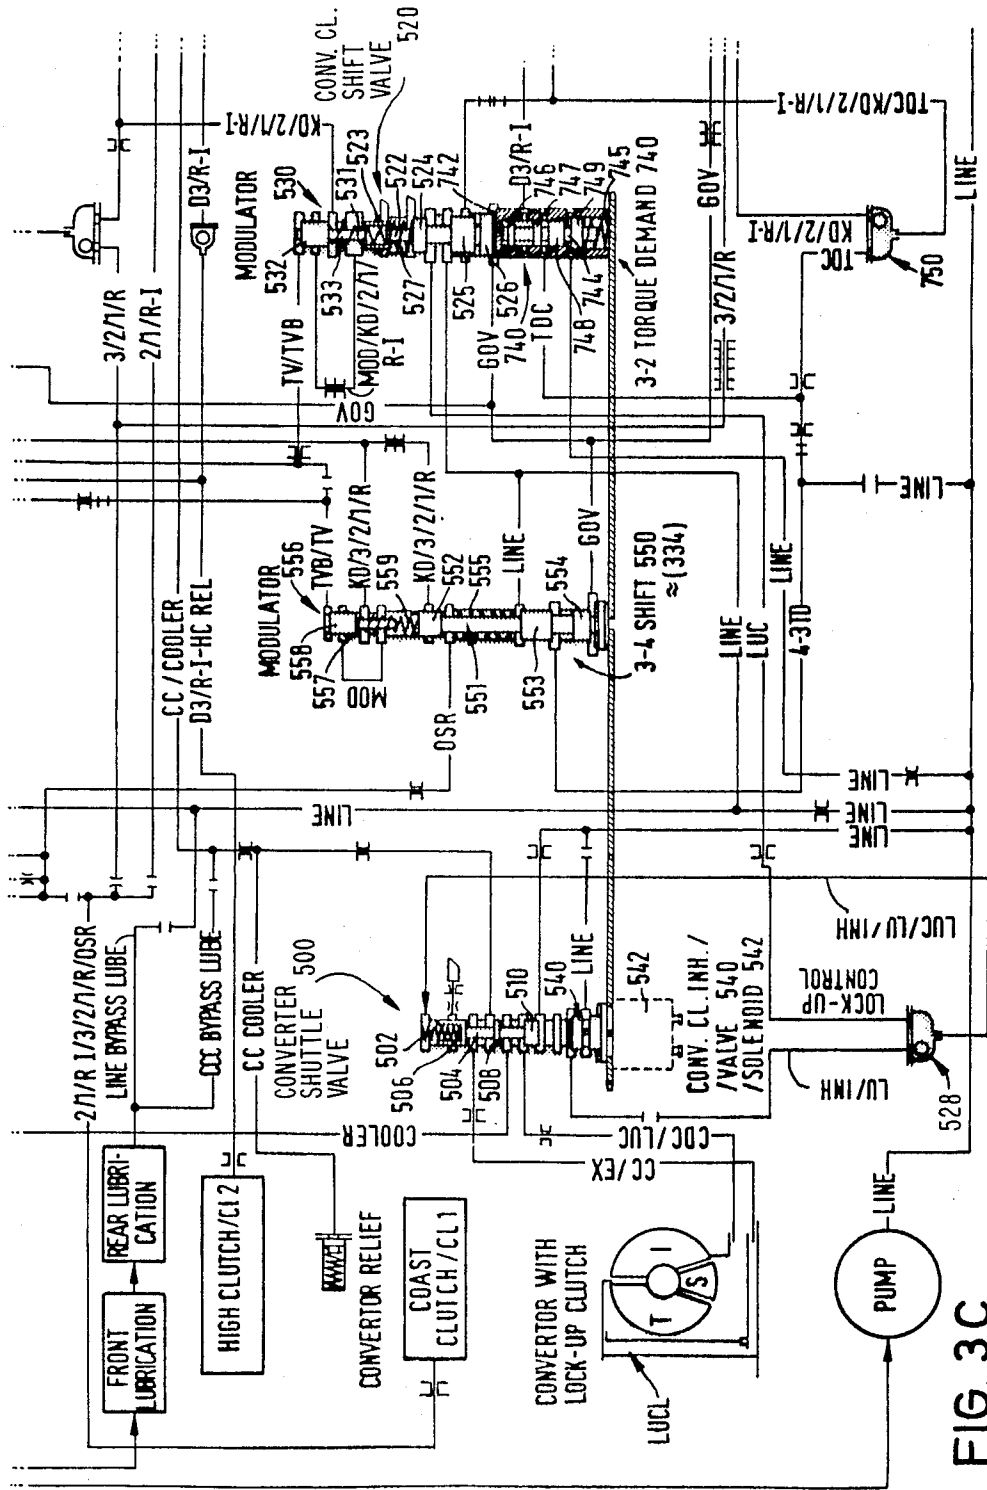 CONV. CL.
SHIFT
VALVE
520
KD/2/1/R-I
D3/R-I
3/2/1/R
2/1/R-I
MODULATOR
530
532
533
531
523
522
524
742
527
525
526
TV/TVB
MOD/KD/2/1/
R-I
GOV
GOV
740
TDC
D3/R-I
746
747
749
745
748
744
3-2 TORQUE DEMAND 740
TDC/KD/2/1/R-I
GOV
3/2/1/R
KD/2/1/R-I
TDC
750
LINE
LINE
CC/COOLER
D3/R-I-HC REL
MODULATOR
556
558
557
TVB/TV
KD/3/2/1/R
559
KD/3/2/1/R
552
555
LINE
554
GOV
MOD
OSR
551
553
3-4 SHIFT 550
≈(334)
LINE
LUC
LINE
4-3TD
LINE
LINE
LINE
LINE
2/1/R I/3/2/1/R/OSR
LINE BYPASS LUBE
CCC BYPASS LUBE
CC COOLER
CONVERTER
SHUTTLE
VALVE
500
502
506
504
508
510
540
LINE
542
CONV. CL. INH./
/VALVE 540
/SOLENOID 542
LUC/LU/INH
LOCK-UP
CONTROL
LU/INH
528
COOLER
CDC/LUC
CC/EX
FRONT
LUBRICATION
REAR LUBRI-
CATION
HIGH CLUTCH/Cl 2
CONVERTOR RELIEF
COAST
CLUTCH/CL1
CONVERTOR WITH
LOCK-UP CLUTCH
T
I
S
LUCL
PUMP
LINE
FIG. 3C